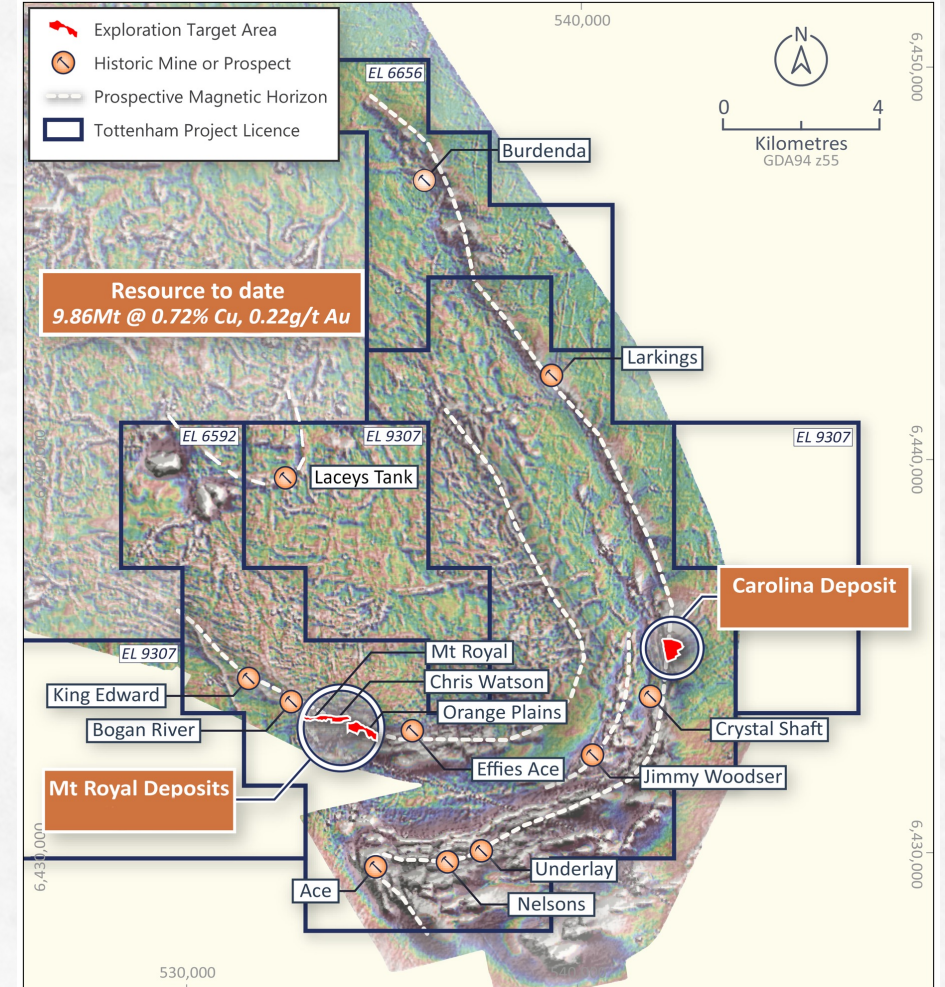 540,000
6,450,000
Exploration Target Area
Historic Mine or Prospect
Prospective Magnetic Horizon
Tottenham Project Licence
N
0 4
Kilometres
GDA94 z55
EL 6656
Burdenda
Resource to date
9.86Mt @ 0.72% Cu, 0.22g/t Au
Larkings
EL 6592
EL 9307
EL 9307
6,440,000
6,440,000
Laceys Tank
Carolina Deposit
EL 9307
Mt Royal
King Edward
Chris Watson
Bogan River
Orange Plains
Crystal Shaft
Effies Ace
Jimmy Woodser
Mt Royal Deposits
6,430,000
6,430,000
Underlay
Ace
Nelsons
530,000